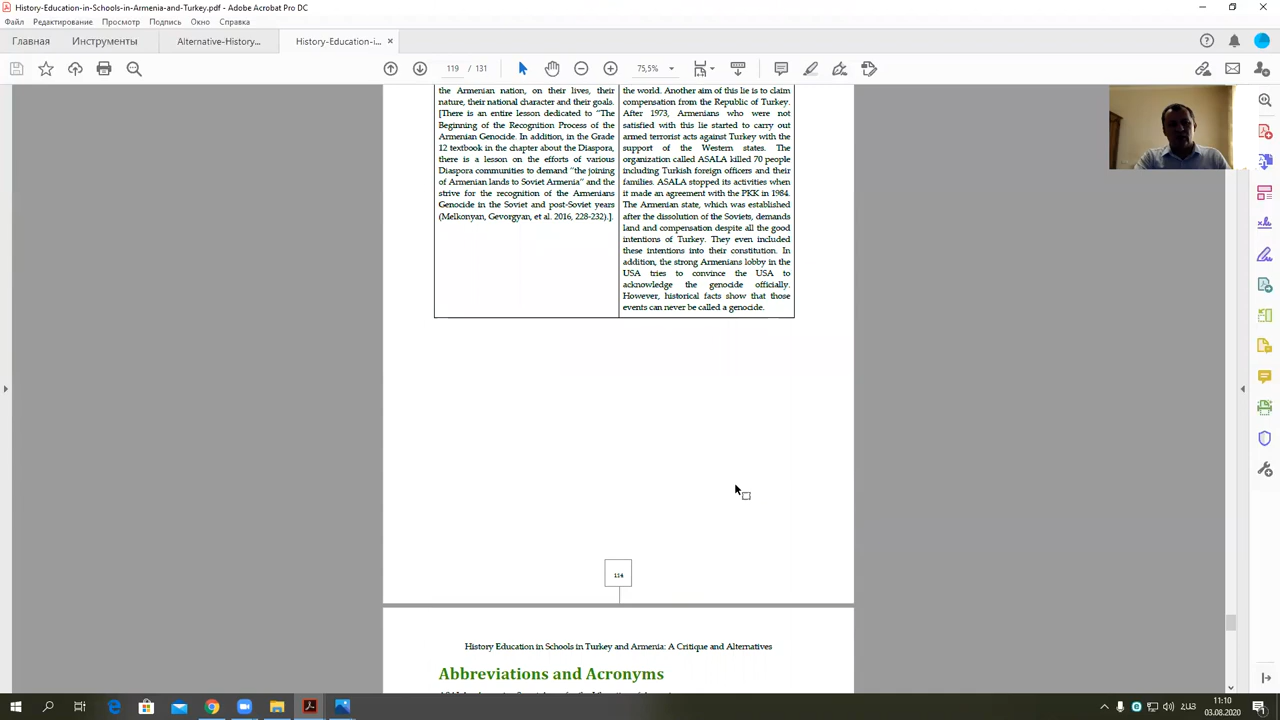 History-Education-in-Schools-in-Armenia-and-Turkey.pdf - Adobe Acrobat Pro DC
Файл Редактирование Просмотр Подпись Окно Справка
Главная Инструменты Alternative-History... History-Education-i... ×
119 / 131 75,5%
the Armenian nation, on their lives, their
nature, their national character and their goals.
[There is an entire lesson dedicated to "The
Beginning of the Recognition Process of the
Armenian Genocide. In addition, in the Grade
12 textbook in the chapter about the Diaspora,
there is a lesson on the efforts of various
Diaspora communities to demand "the joining
of Armenian lands to Soviet Armenia" and the
strive for the recognition of the Armenians
Genocide in the Soviet and post-Soviet years
(Melkonyan, Gevorgyan, et al. 2016, 228-232).].
the world. Another aim of this lie is to claim
compensation from the Republic of Turkey.
After 1973, Armenians who were not
satisfied with this lie started to carry out
armed terrorist acts against Turkey with the
support of the Western states. The
organization called ASALA killed 70 people
including Turkish foreign officers and their
families. ASALA stopped its activities when
it made an agreement with the PKK in 1984.
The Armenian state, which was established
after the dissolution of the Soviets, demands
land and compensation despite all the good
intentions of Turkey. They even included
these intentions into their constitution. In
addition, the strong Armenians lobby in the
USA tries to convince the USA to
acknowledge the genocide officially.
However, historical facts show that those
events can never be called a genocide.
114
History Education in Schools in Turkey and Armenia: A Critique and Alternatives
Abbreviations and Acronyms
11:10
03.08.2020